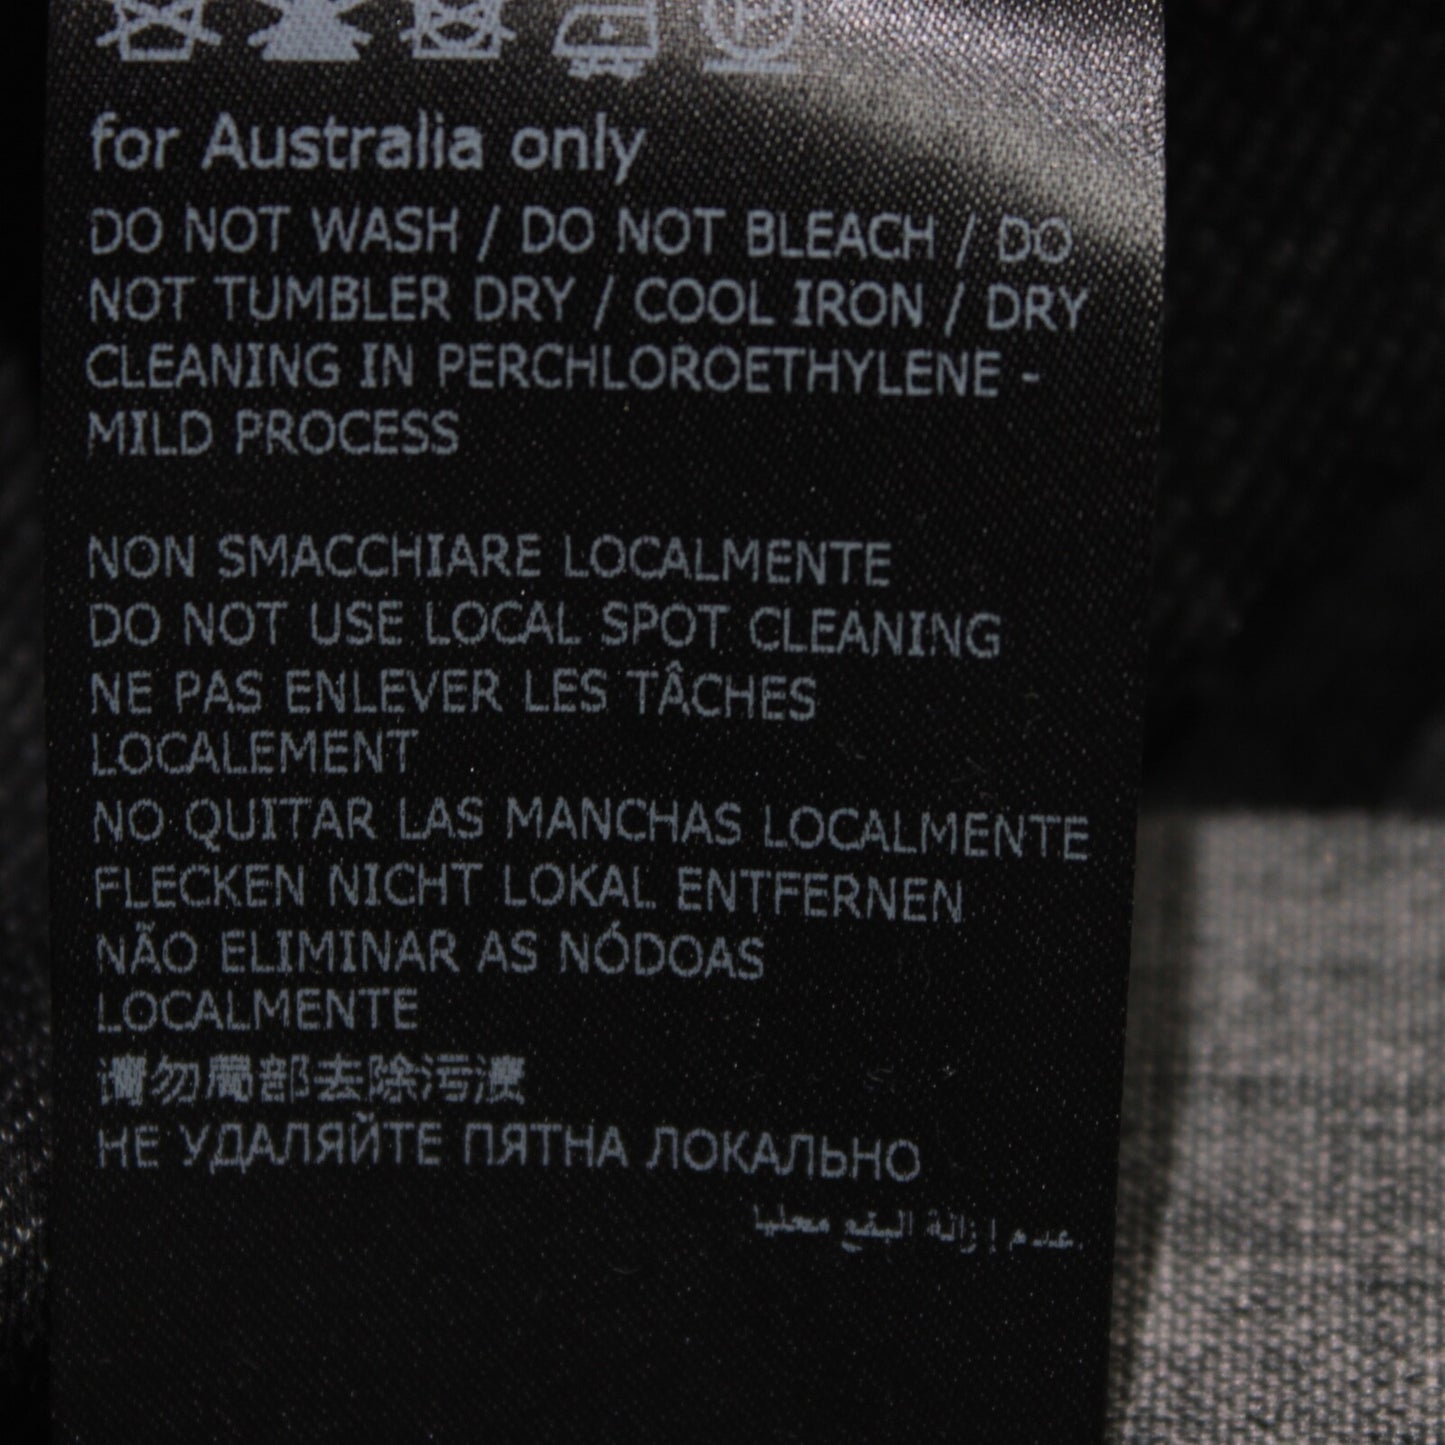 for Australia only
DO NOT WASH / DO NOT BLEACH / DO
NOT TUMBLER DRY / COOL IRON / DRY
CLEANING IN PERCHLOROETHYLENE -
MILD PROCESS
NON SMACCHIARE LOCALMENTE
DO NOT USE LOCAL SPOT CLEANING
NE PAS ENLEVER LES TÂCHES
LOCALEMENT
NO QUITAR LAS MANCHAS LOCALMENTE
FLECKEN NICHT LOKAL ENTFERNEN
NÃO ELIMINAR AS NÓDOAS
LOCALMENTE
请勿局部去除污渍
НЕ УДАЛЯЙТЕ ПЯТНА ЛОКАЛЬНО
عدم إزالة البقع محليا.